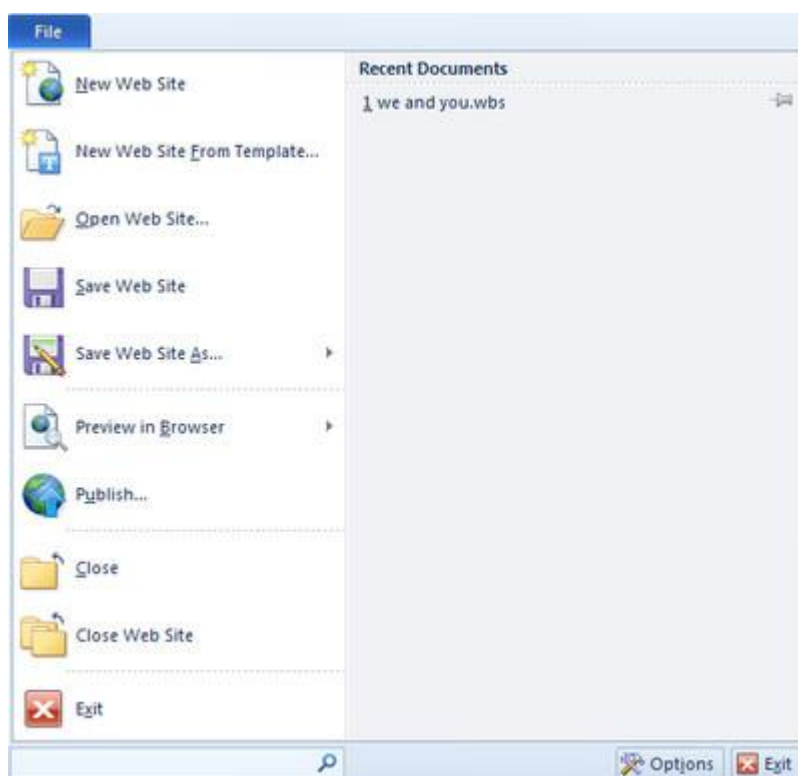 File
New Web Site
New Web Site From Template...
Open Web Site...
Save Web Site
Save Web Site As...
Preview in Browser
Publish...
Close
Close Web Site
Exit
Recent Documents
1 we and you.wbs
Options
Exit